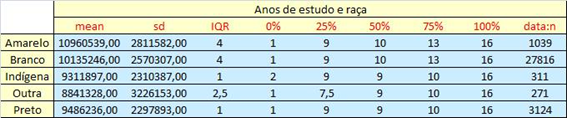 Anos de estudo e raça
mean sd IQR 0% 25% 50% 75% 100% data:n
Amarelo 10960539,00 2811582,00 4 1 9 10 13 16 1039
Branco 10135246,00 2570307,00 4 1 9 10 13 16 27816
Indígena 9311897,00 2310387,00 1 2 9 9 10 16 311
Outra 8841328,00 3226153,00 2,5 1 7,5 9 10 16 271
Preto 9486236,00 2297893,00 1 1 9 9 10 16 3124